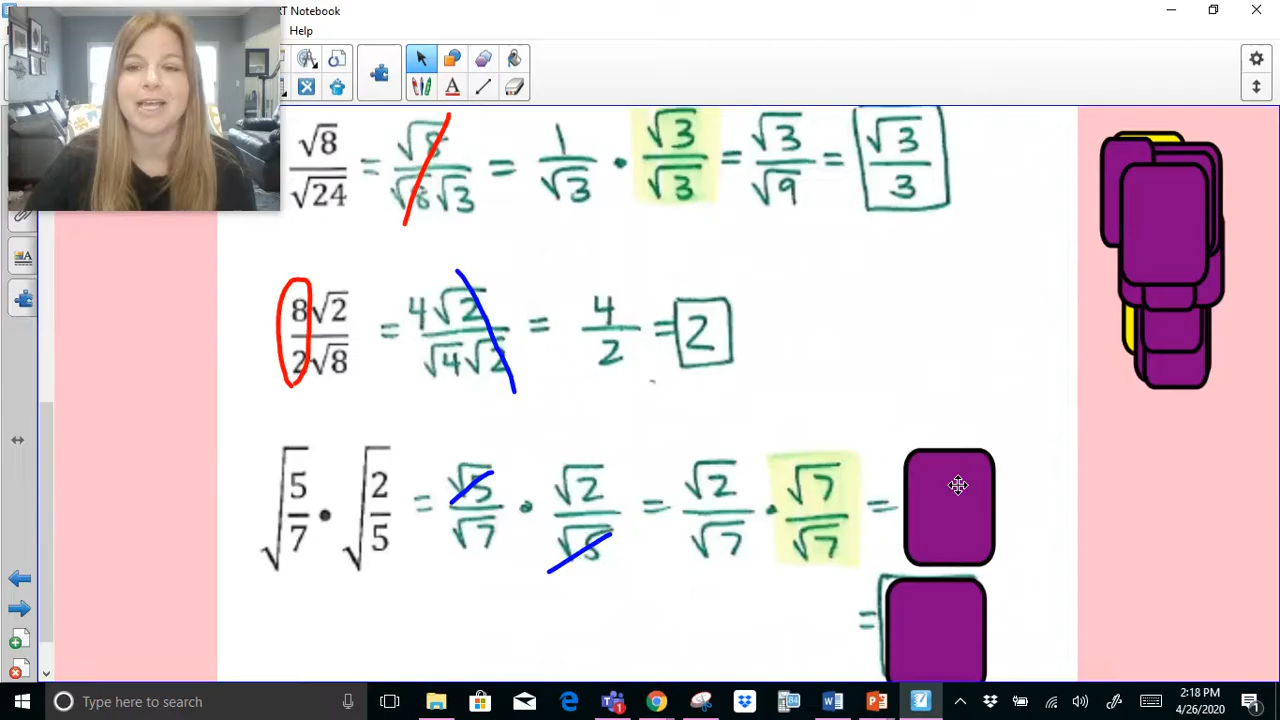 RT Notebook
Help
√8/√24 = √8/√8√3 = 1/√3 • √3/√3 = √3/√9 = √3/3
8√2/2√8 = 4√2/√4√2 = 4/2 = 2
√5/7 • √2/5 = √5/√7 • √2/√5 = √2/√7 • √7/√7 =
=
Type here to search
2:18 PM
4/26/2020